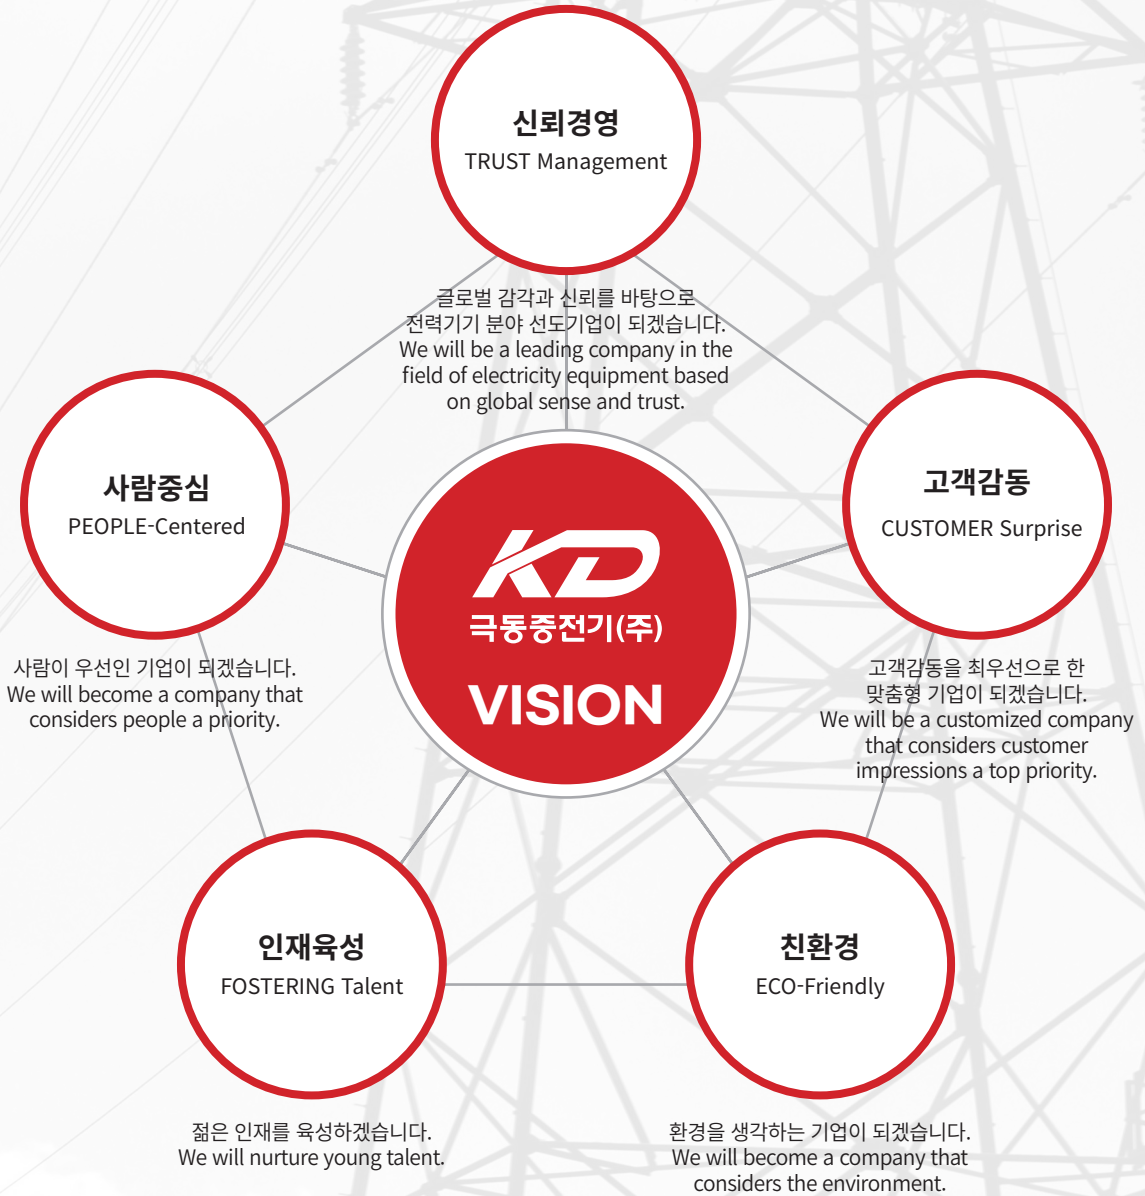 신뢰경영
TRUST Management
글로벌 감각과 신뢰를 바탕으로
전력기기 분야 선도기업이 되겠습니다.
We will be a leading company in the
field of electricity equipment based
on global sense and trust.
사람중심
PEOPLE-Centered
사람이 우선인 기업이 되겠습니다.
We will become a company that
considers people a priority.
고객감동
CUSTOMER Surprise
고객감동을 최우선으로 한
맞춤형 기업이 되겠습니다.
We will be a customized company
that considers customer
impressions a top priority.
KD
극동중전기(주)
VISION
인재육성
FOSTERING Talent
젊은 인재를 육성하겠습니다.
We will nurture young talent.
친환경
ECO-Friendly
환경을 생각하는 기업이 되겠습니다.
We will become a company that
considers the environment.